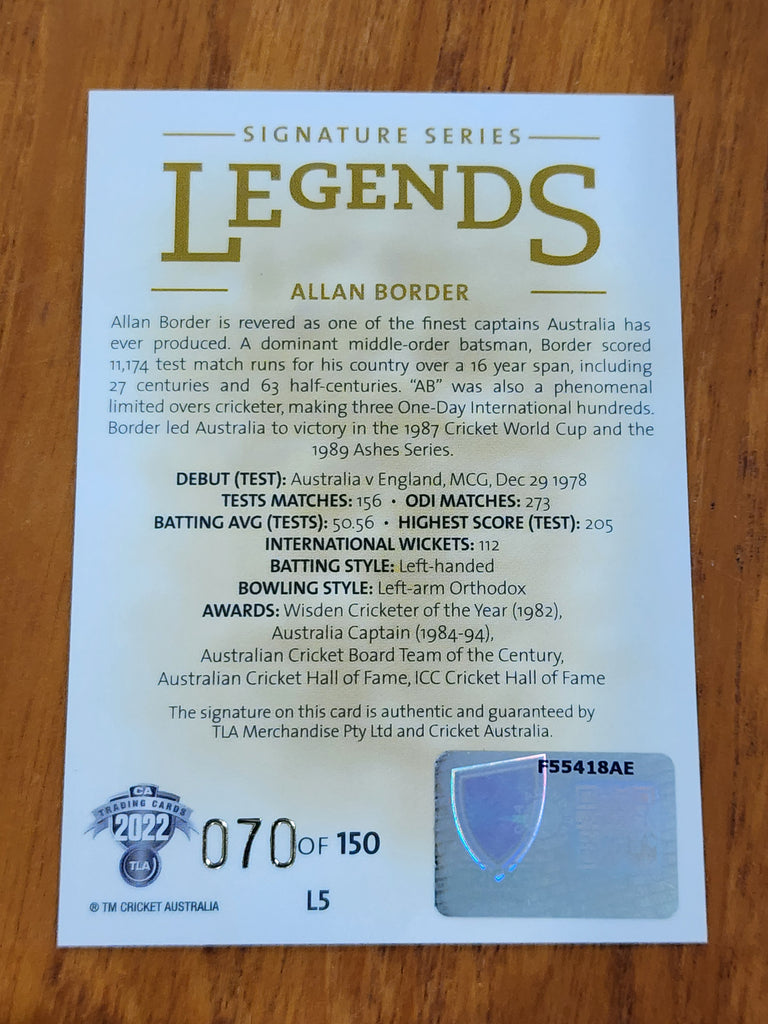 SIGNATURE SERIES
LEGENDS
ALLAN BORDER
Allan Border is revered as one of the finest captains Australia has
ever produced. A dominant middle-order batsman, Border scored
11,174 test match runs for his country over a 16 year span, including
27 centuries and 63 half-centuries. “AB” was also a phenomenal
limited overs cricketer, making three One-Day International hundreds.
Border led Australia to victory in the 1987 Cricket World Cup and the
1989 Ashes Series.
DEBUT (TEST): Australia v England, MCG, Dec 29 1978
TESTS MATCHES: 156 • ODI MATCHES: 273
BATTING AVG (TESTS): 50.56 • HIGHEST SCORE (TEST): 205
INTERNATIONAL WICKETS: 112
BATTING STYLE: Left-handed
BOWLING STYLE: Left-arm Orthodox
AWARDS: Wisden Cricketer of the Year (1982),
Australia Captain (1984-94),
Australian Cricket Board Team of the Century,
Australian Cricket Hall of Fame, ICC Cricket Hall of Fame
The signature on this card is authentic and guaranteed by
TLA Merchandise Pty Ltd and Cricket Australia.
F55418AE
CA
TRADING CARDS
2022
TLA
070 OF 150
® TM CRICKET AUSTRALIA
L5